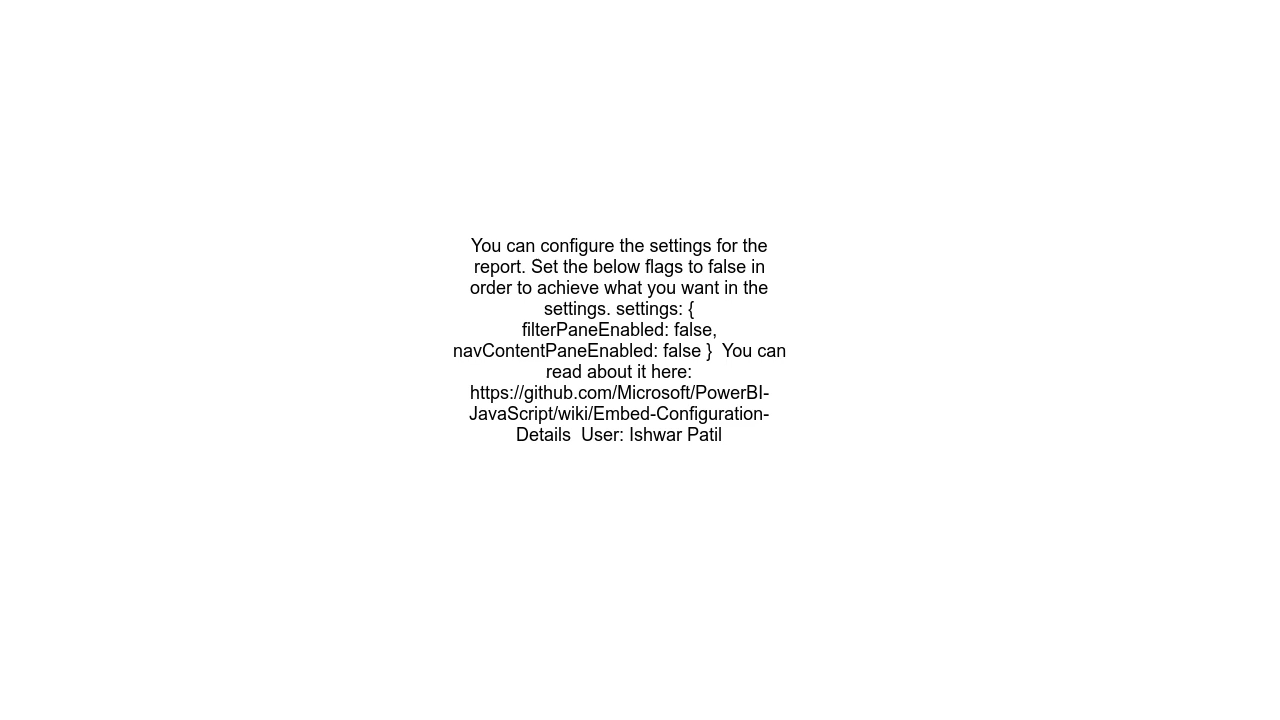 You can configure the settings for the
report. Set the below flags to false in
order to achieve what you want in the
settings. settings: {
filterPaneEnabled: false,
navContentPaneEnabled: false }  You can
read about it here:
https://github.com/Microsoft/PowerBI-
JavaScript/wiki/Embed-Configuration-
Details  User: Ishwar Patil